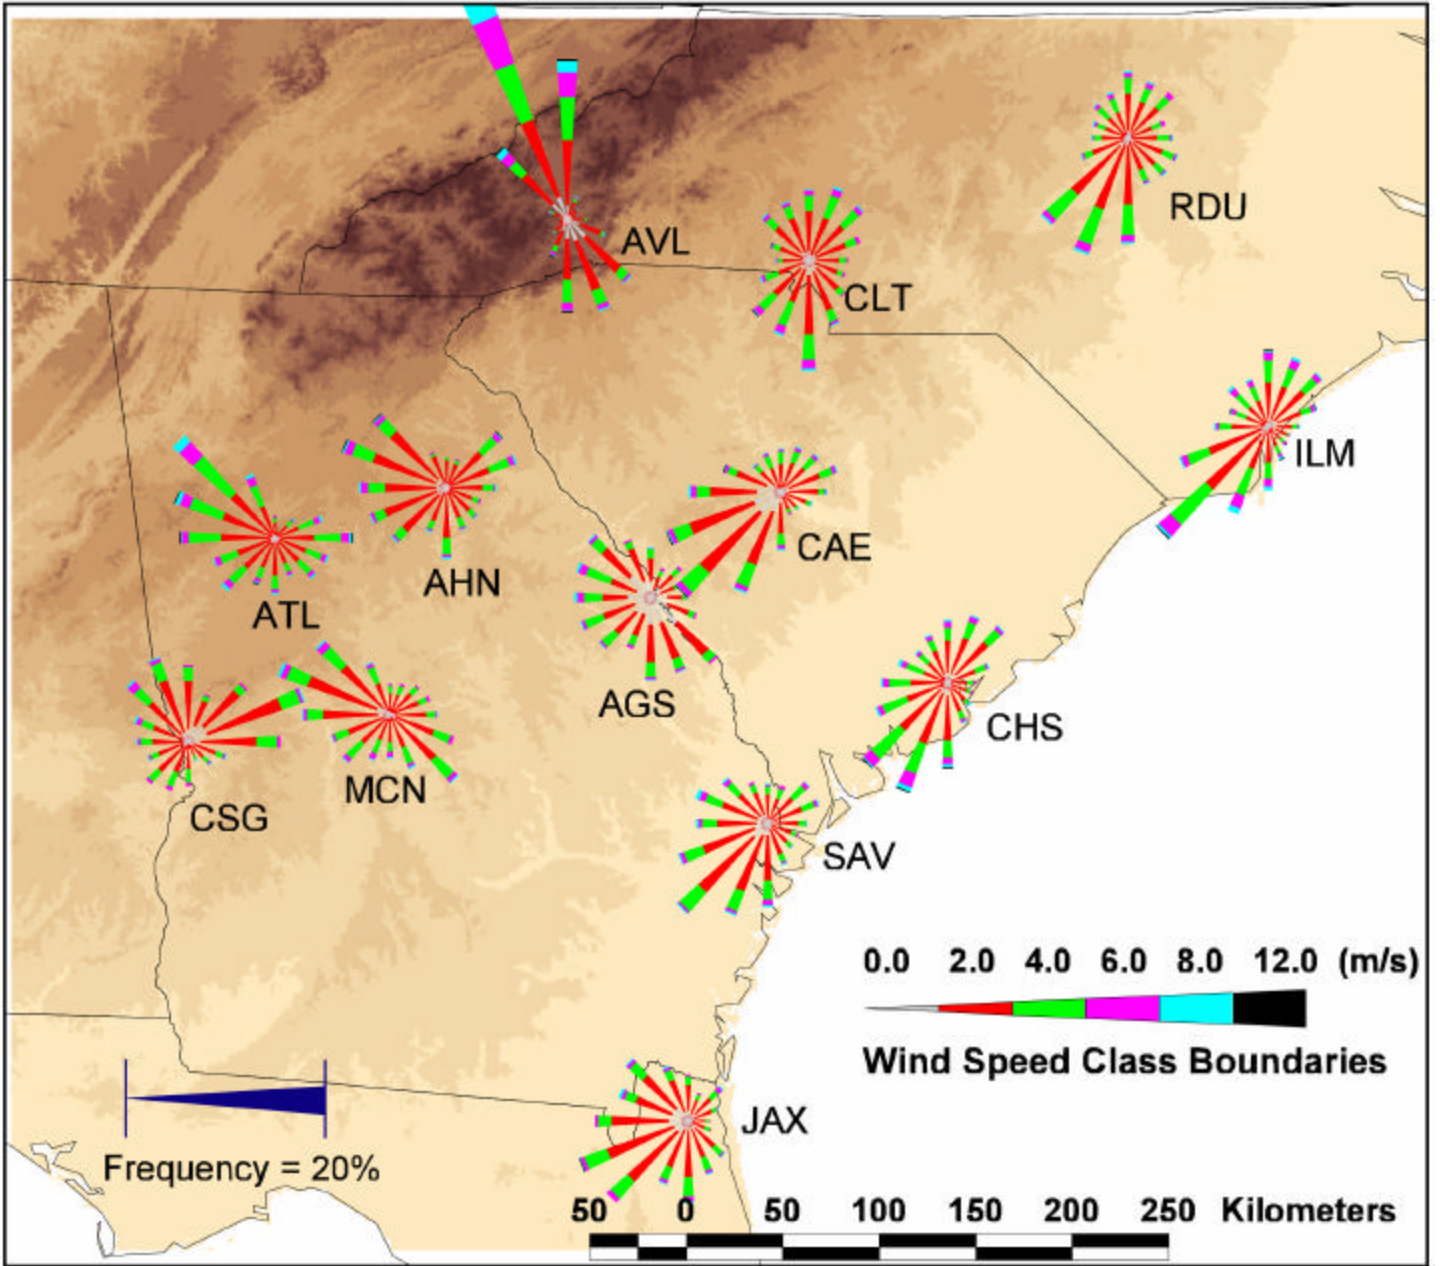 RDU
AVL
CLT
ILM
CAE
AHN
ATL
AGS
CHS
MCN
CSG
SAV
0.0 2.0 4.0 6.0 8.0 12.0 (m/s)
Wind Speed Class Boundaries
JAX
Frequency = 20%
50 0 50 100 150 200 250 Kilometers